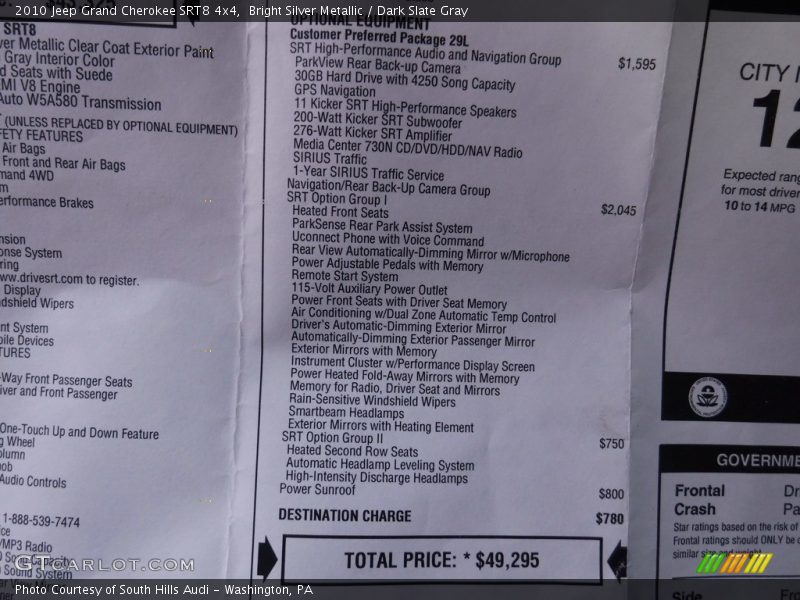 2010 Jeep Grand Cherokee SRT8 4x4, Bright Silver Metallic / Dark Slate Gray
SRT8
ver Metallic Clear Coat Exterior Paint
Gray Interior Color
d Seats with Suede
EMI V8 Engine
Auto W5A580 Transmission
(UNLESS REPLACED BY OPTIONAL EQUIPMENT)
FETY FEATURES
Air Bags
Front and Rear Air Bags
mand 4WD
m
erformance Brakes
nsion
onse System
ring
www.drivesrt.com to register.
Display
ndshield Wipers
nt System
bile Devices
TURES
-Way Front Passenger Seats
iver and Front Passenger
One-Touch Up and Down Feature
g Wheel
olumn
nob
Audio Controls
1-888-539-7474
ice
/MP3 Radio
Song Capacity
Sound System
OPTIONAL EQUIPMENT
Customer Preferred Package 29L
SRT High-Performance Audio and Navigation Group $1,595
ParkView Rear Back-up Camera
30GB Hard Drive with 4250 Song Capacity
GPS Navigation
11 Kicker SRT High-Performance Speakers
200-Watt Kicker SRT Subwoofer
276-Watt Kicker SRT Amplifier
Media Center 730N CD/DVD/HDD/NAV Radio
SIRIUS Traffic
1-Year SIRIUS Traffic Service
Navigation/Rear Back-Up Camera Group
SRT Option Group I $2,045
Heated Front Seats
ParkSense Rear Park Assist System
Uconnect Phone with Voice Command
Rear View Automatically-Dimming Mirror w/Microphone
Power Adjustable Pedals with Memory
Remote Start System
115-Volt Auxiliary Power Outlet
Power Front Seats with Driver Seat Memory
Air Conditioning w/Dual Zone Automatic Temp Control
Driver's Automatic-Dimming Exterior Mirror
Automatically-Dimming Exterior Passenger Mirror
Exterior Mirrors with Memory
Instrument Cluster w/Performance Display Screen
Power Heated Fold-Away Mirrors with Memory
Memory for Radio, Driver Seat and Mirrors
Rain-Sensitive Windshield Wipers
Smartbeam Headlamps
Exterior Mirrors with Heating Element
SRT Option Group II $750
Heated Second Row Seats
Automatic Headlamp Leveling System
High-Intensity Discharge Headlamps
Power Sunroof $800
DESTINATION CHARGE $780
TOTAL PRICE: * $49,295
CITY
12
Expected rang
for most driver
10 to 14 MPG
GOVERNME
Frontal Dr
Crash Pa
Star ratings based on the risk of
Frontal ratings should ONLY be c
similar size and weight.
Side Fro
GTcarlot.com
Photo Courtesy of South Hills Audi - Washington, PA